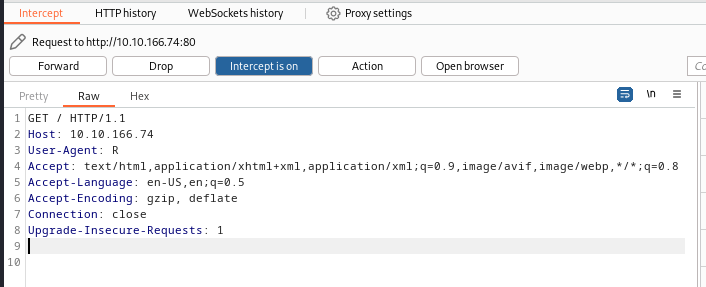 Intercept HTTP history WebSockets history Proxy settings
Request to http://10.10.166.74:80
Forward Drop Intercept is on Action Open browser
Pretty Raw Hex \n
1 GET / HTTP/1.1
2 Host: 10.10.166.74
3 User-Agent: R
4 Accept: text/html,application/xhtml+xml,application/xml;q=0.9,image/avif,image/webp,*/*;q=0.8
5 Accept-Language: en-US,en;q=0.5
6 Accept-Encoding: gzip, deflate
7 Connection: close
8 Upgrade-Insecure-Requests: 1
9
10